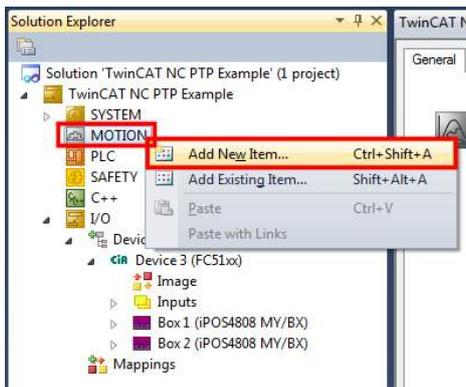 Solution Explorer
TwinCAT N
General
Solution 'TwinCAT NC PTP Example' (1 project)
TwinCAT NC PTP Example
SYSTEM
MOTION
Add New Item... Ctrl+Shift+A
PLC
SAFETY
Add Existing Item... Shift+Alt+A
C++
Paste Ctrl+V
I/O
Paste with Links
Devic
CiA Device 3 (FC51xx)
Image
Inputs
Box 1 (iPOS4808 MY/BX)
Box 2 (iPOS4808 MY/BX)
Mappings